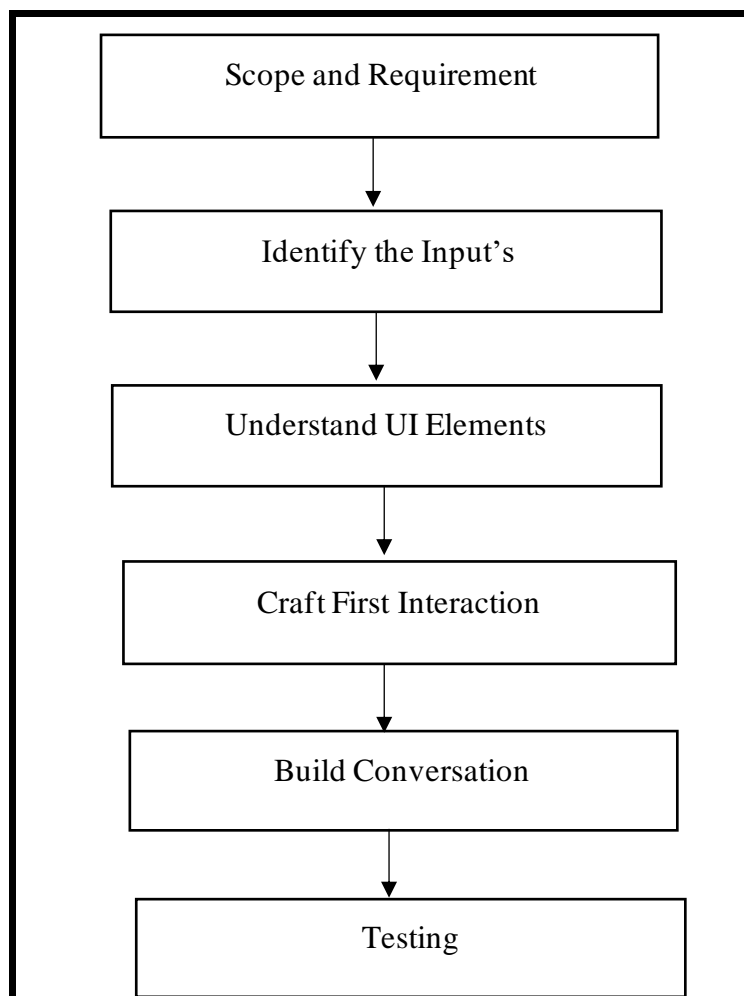 Scope and Requirement
Identify the Input’s
Understand UI Elements
Craft First Interaction
Build Conversation
Testing